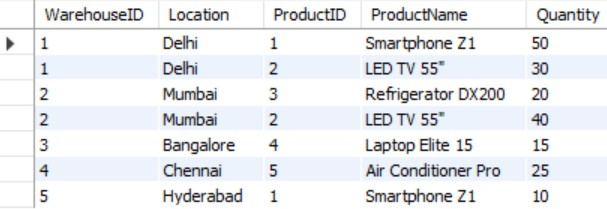 WarehouseID Location ProductID ProductName Quantity
1 Delhi 1 Smartphone Z1 50
1 Delhi 2 LED TV 55" 30
2 Mumbai 3 Refrigerator DX200 20
2 Mumbai 2 LED TV 55" 40
3 Bangalore 4 Laptop Elite 15 15
4 Chennai 5 Air Conditioner Pro 25
5 Hyderabad 1 Smartphone Z1 10